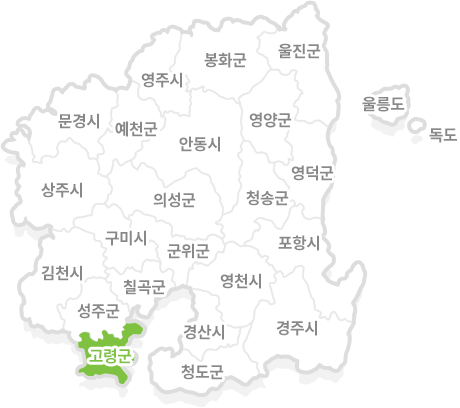 울진군
봉화군
영주시
울릉도
문경시
예천군
영양군
독도
안동시
영덕군
상주시
의성군
청송군
구미시
군위군
포항시
김천시
칠곡군
영천시
성주군
경산시
경주시
고령군
청도군